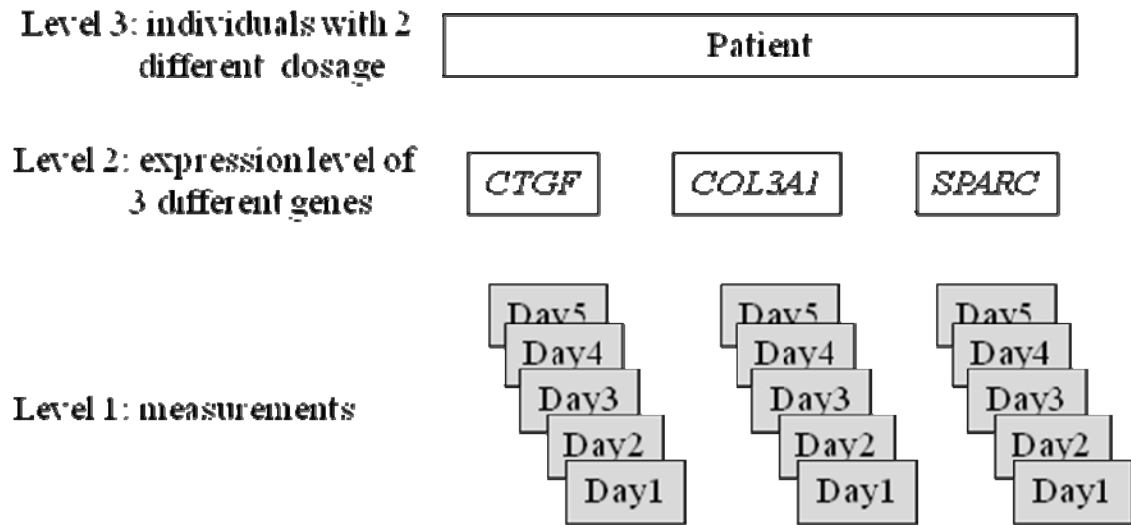 Level 3: individuals with 2
different dosage
Patient
Level 2: expression level of
3 different genes
CTGF
COL3A1
SPARC
Level 1: measurements
Day5
Day4
Day3
Day2
Day1
Day5
Day4
Day3
Day2
Day1
Day5
Day4
Day3
Day2
Day1